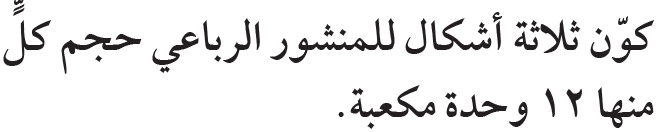 كوّن ثلاثة أشكال للمنشور الرباعي حجم كلٍّ
منها ١٢ وحدة مكعبة.